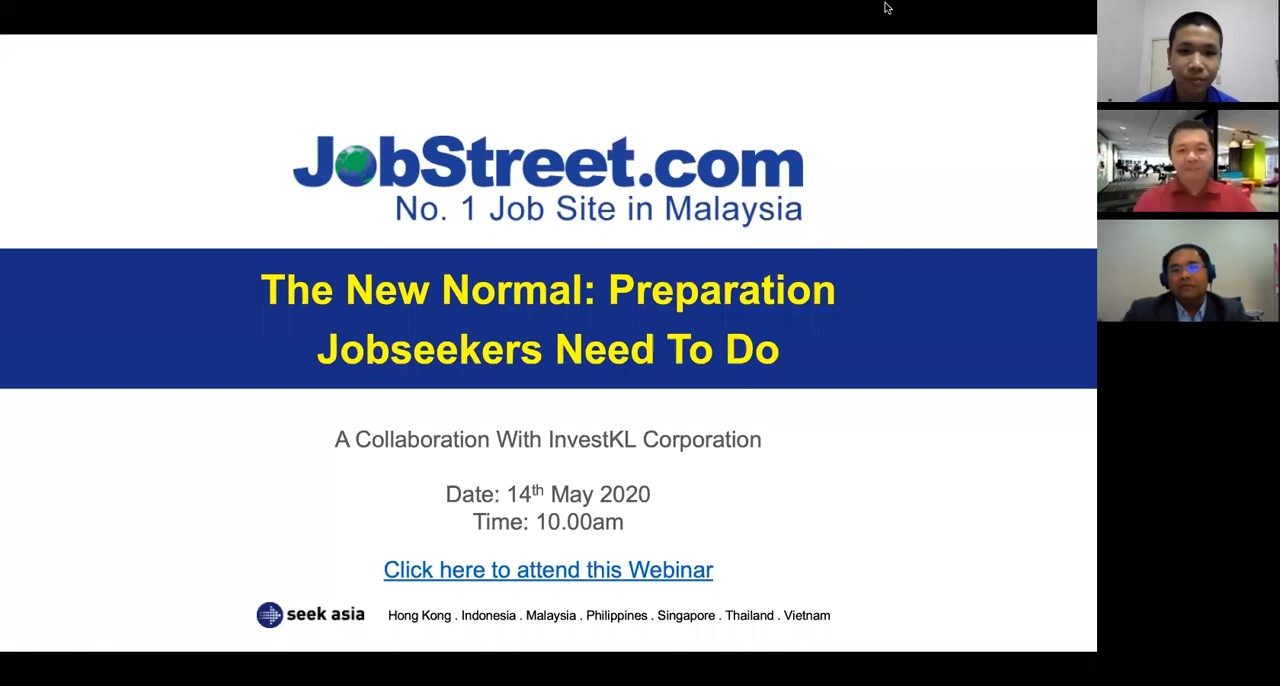 JobStreet.com
No. 1 Job Site in Malaysia
The New Normal: Preparation
Jobseekers Need To Do
A Collaboration With InvestKL Corporation
Date: 14th May 2020
Time: 10.00am
Click here to attend this Webinar
seek asia
Hong Kong . Indonesia . Malaysia . Philippines . Singapore . Thailand . Vietnam